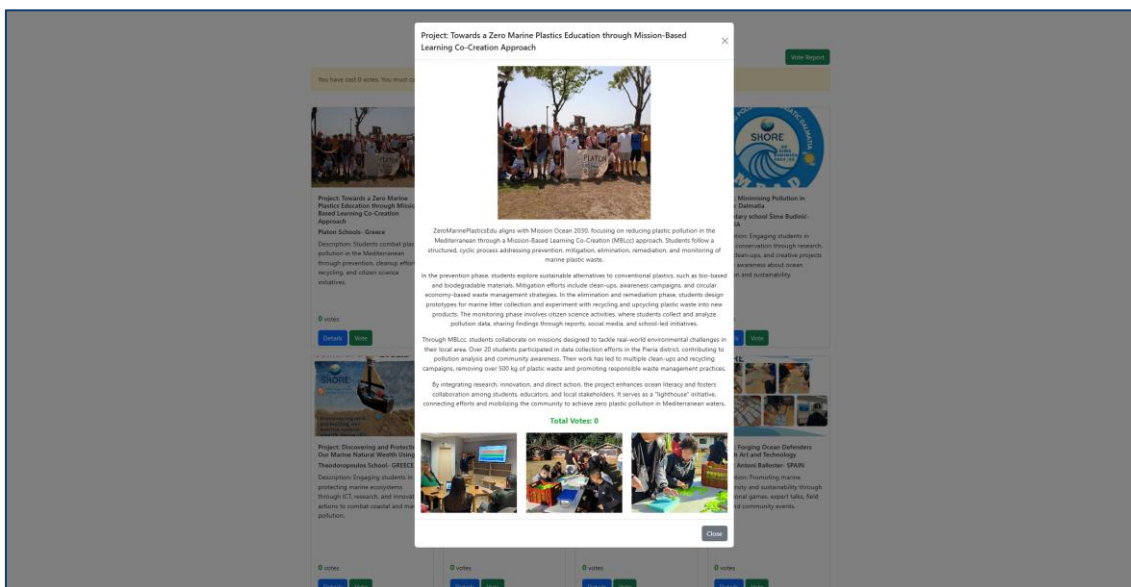 Project: Towards a Zero Marine Plastics Education through Mission-Based
Learning Co-Creation Approach
×
Vote Report
You have cast 0 votes. You must
PLATON
ZeroMarinePlasticsEdu aligns with Mission Ocean 2030, focusing on reducing plastic pollution in the
Mediterranean through a Mission-Based Learning Co-Creation (MBLcc) approach. Students follow a
structured, cyclic process addressing prevention, mitigation, elimination, remediation, and monitoring of
marine plastic waste.
In the prevention phase, students explore sustainable alternatives to conventional plastics, such as bio-based
and biodegradable materials. Mitigation efforts include clean-ups, awareness campaigns, and circular
economy-based waste management strategies. In the elimination and remediation phase, students design
prototypes for marine litter collection and experiment with recycling and upcycling plastic waste into new
products. The monitoring phase involves citizen science activities, where students collect and analyze
pollution data, sharing findings through reports, social media, and school-led initiatives.
Through MBLcc, students collaborate on missions designed to tackle real-world environmental challenges in
their local area. Over 20 students participated in data collection efforts in the Pieria district, contributing to
pollution analysis and community awareness. Their work has led to multiple clean-ups and recycling
campaigns, removing over 500 kg of plastic waste and promoting responsible waste management practices.
By integrating research, innovation, and direct action, the project enhances ocean literacy and fosters
collaboration among students, educators, and local stakeholders. It serves as a "lighthouse" initiative,
connecting efforts and mobilizing the community to achieve zero plastic pollution in Mediterranean waters.
Total Votes: 0
Close
Project: Towards a Zero Marine
Plastics Education through Missio
Based Learning Co-Creation
Approach
Platon Schools- Greece
Description: Students combat plas
pollution in the Mediterranean
through prevention, cleanup effor
recycling, and citizen science
initiatives.
0 votes
Details
Vote
SHORE
: Minimising Pollution in
Dalmatia
tary school Šime Budinić-
IA
tion: Engaging students in
conservation through research,
lean-ups, and creative projects
awareness about ocean
on and sustainability.
s
Vote
SHORE
Project: Discovering and Protecti
Our Marine Natural Wealth Using
Theodoropoulos School- GREECE
Description: Engaging students in
protecting marine ecosystems
through ICT, research, and innovat
actions to combat coastal and mar
pollution.
0 votes
Details
Vote
0 votes
Details
Vote
0 votes
Details
Vote
: Forging Ocean Defenders
h Art and Technology
Antoni Ballester- SPAIN
tion: Promoting marine
rsity and sustainability through
ional games, expert talks, field
nd community events.
0 votes
Details
Vote